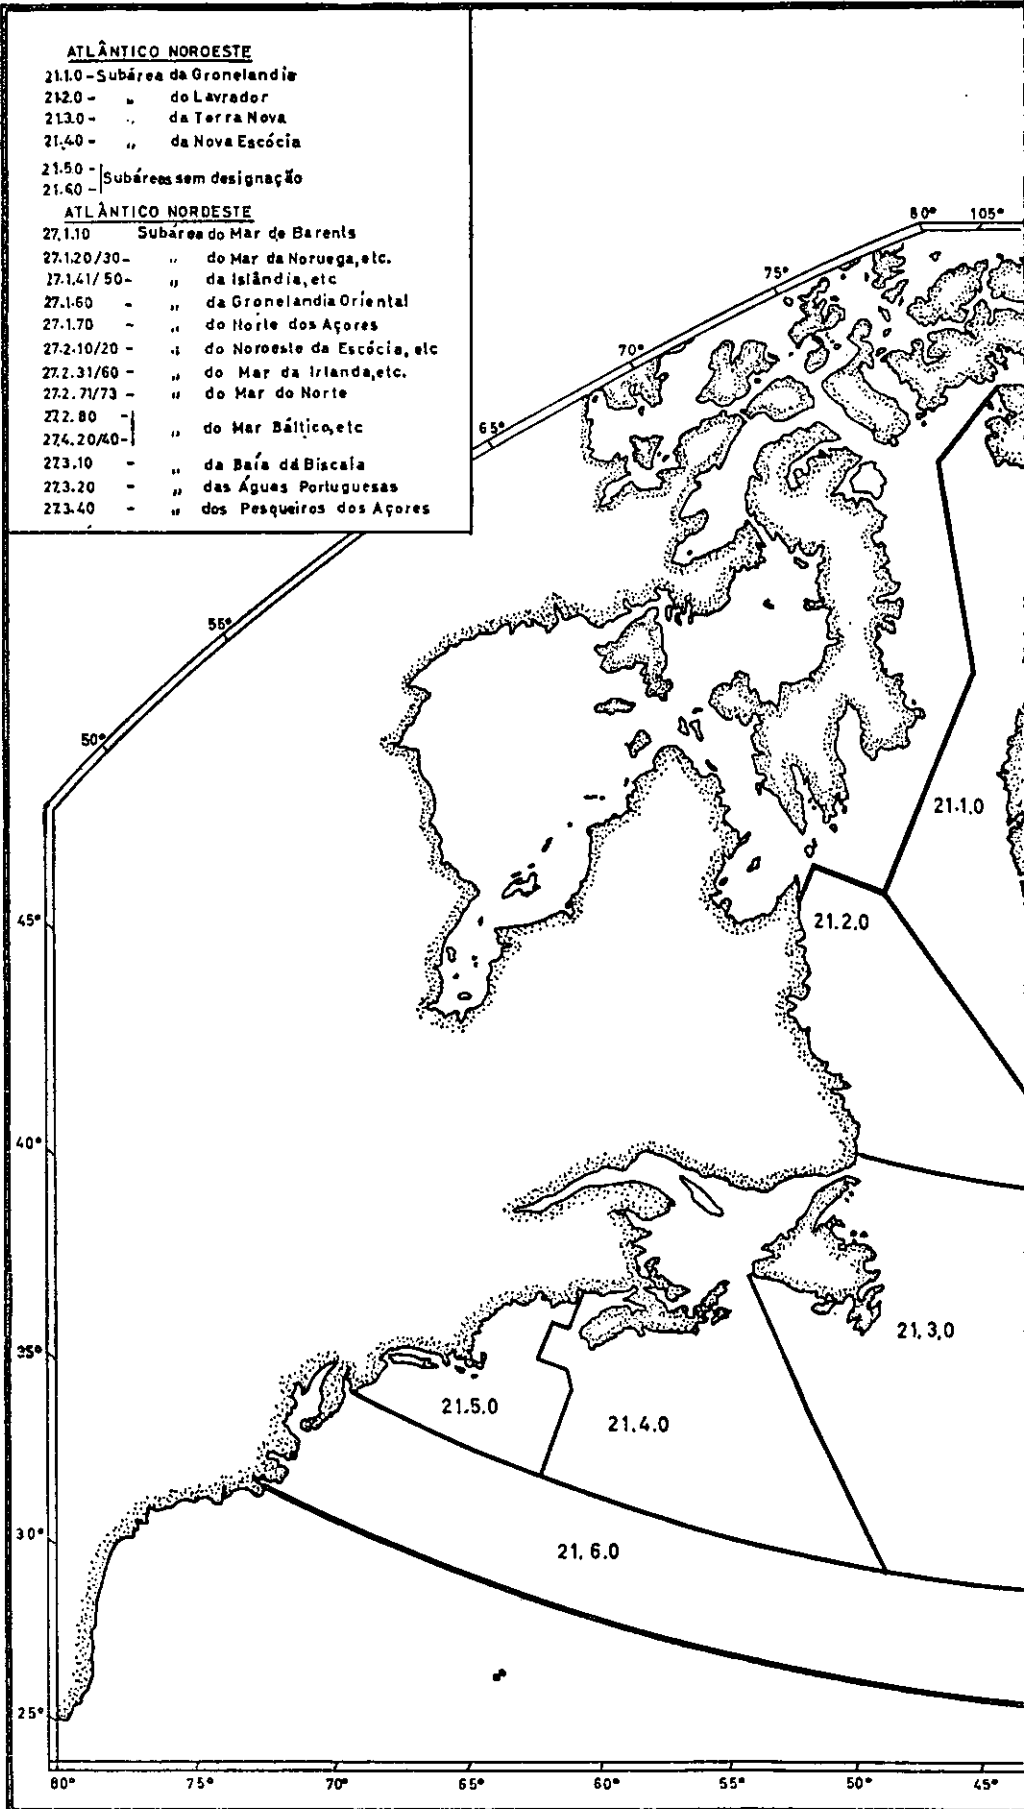 ATLÂNTICO NOROESTE
21.1.0 - Subárea da Gronelandia
21.2.0 - „ do Lavrador
21.3.0 - „ da Terra Nova
21.4.0 - „ da Nova Escócia
21.5.0 -
21.6.0 - Subáreas sem designação
ATLÂNTICO NORDESTE
27.1.10 Subárea do Mar de Barents
27.1.20/30 - „ do Mar da Noruega, etc.
27.1.41/50 - „ da Islândia, etc
27.1.60 - „ da Gronelandia Oriental
27.1.70 - „ do Norte dos Açores
27.2.10/20 - „ do Noroeste da Escócia, etc
27.2.31/60 - „ do Mar da Irlanda, etc.
27.2.71/73 - „ do Mar do Norte
27.2.80 -
27.4.20/40 - „ do Mar Báltico, etc
27.3.10 - „ da Baía da Biscaia
27.3.20 - „ das Águas Portuguesas
27.3.40 - „ dos Pesqueiros dos Açores
80° 105°
75°
70°
65°
55°
50°
21.1.0
45°
21.2.0
40°
21.3.0
35°
21.5.0
21.4.0
30°
21.6.0
25°
80° 75° 70° 65° 60° 55° 50° 45°